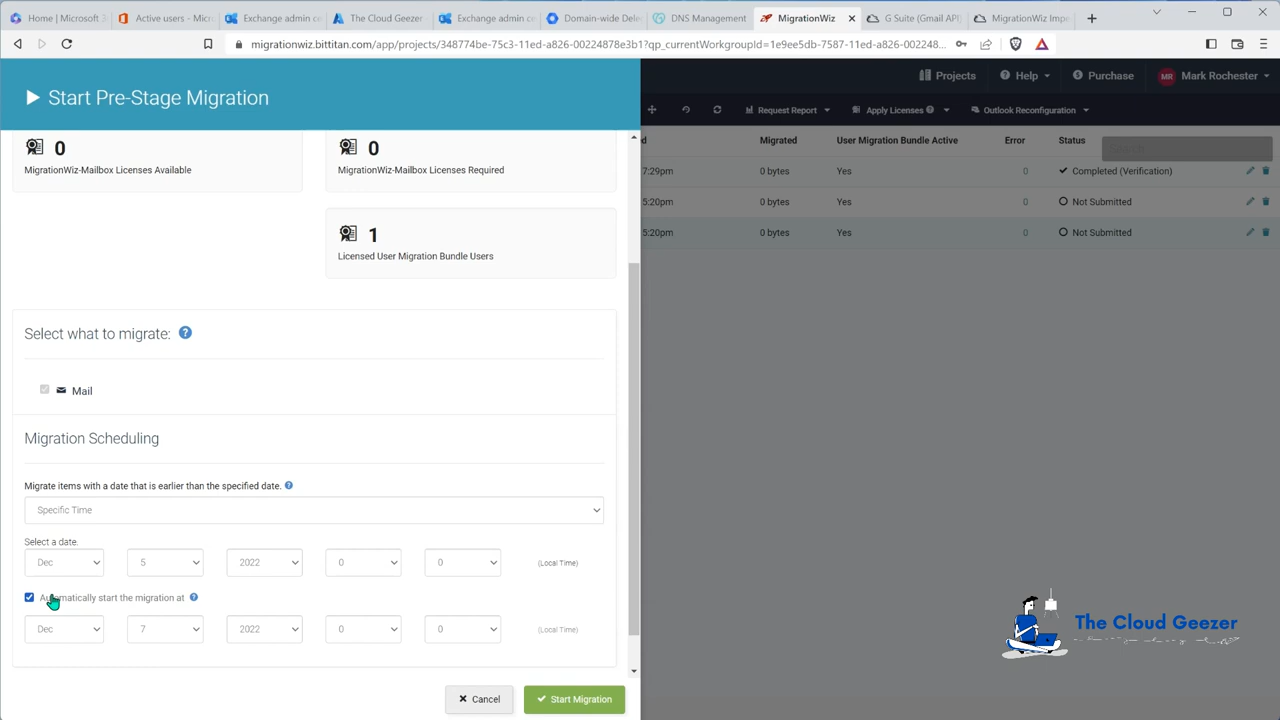 Home | Microsoft 3
Active users - Micro
Exchange admin ce
The Cloud Geezer
Exchange admin ce
Domain-wide Dele
DNS Management
MigrationWiz
G Suite (Gmail API)
MigrationWiz Impe
migrationwiz.bittitan.com/app/projects/348774be-75c3-11ed-a826-00224878e3b1?qp_currentWorkgroupId=1e9ee5db-7587-11ed-a826-002248...
Projects
Help
Purchase
MR
Mark Rochester
Start Pre-Stage Migration
Request Report
Apply Licenses
Outlook Reconfiguration
Migrated
User Migration Bundle Active
Error
Status
0
MigrationWiz-Mailbox Licenses Available
0
MigrationWiz-Mailbox Licenses Required
7:29pm
0 bytes
Yes
0
Completed (Verification)
5:20pm
0 bytes
Yes
0
Not Submitted
5:20pm
0 bytes
Yes
0
Not Submitted
1
Licensed User Migration Bundle Users
Select what to migrate:
Mail
Migration Scheduling
Migrate items with a date that is earlier than the specified date.
Specific Time
Select a date.
Dec
5
2022
0
0
(Local Time)
Automatically start the migration at
Dec
7
2022
0
0
(Local Time)
Cancel
Start Migration
The Cloud Geezer